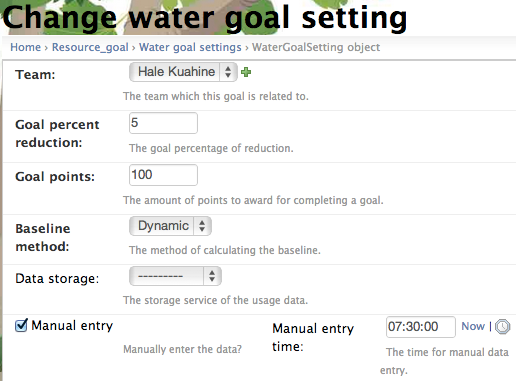 Change water goal setting
Home › Resource_goal › Water goal settings › WaterGoalSetting object
Team: Hale Kuahine
The team which this goal is related to.
Goal percent reduction: 5
The goal percentage of reduction.
Goal points: 100
The amount of points to award for completing a goal.
Baseline method: Dynamic
The method of calculating the baseline.
Data storage: ---------
The storage service of the usage data.
Manual entry
Manually enter the data?
Manual entry time: 07:30:00 Now |
The time for manual data entry.